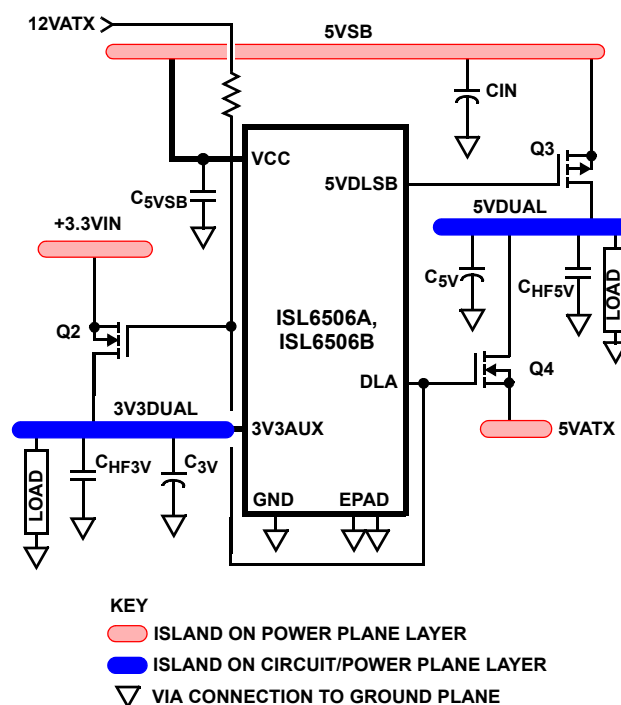 12VATX
5VSB
CIN
Q3
VCC
5VDLSB
C5VSB
+3.3VIN
5VDUAL
C5V
CHF5V
LOAD
ISL6506A,
ISL6506B
Q2
Q4
DLA
3V3DUAL
3V3AUX
5VATX
CHF3V
C3V
LOAD
GND
EPAD
KEY
ISLAND ON POWER PLANE LAYER
ISLAND ON CIRCUIT/POWER PLANE LAYER
VIA CONNECTION TO GROUND PLANE